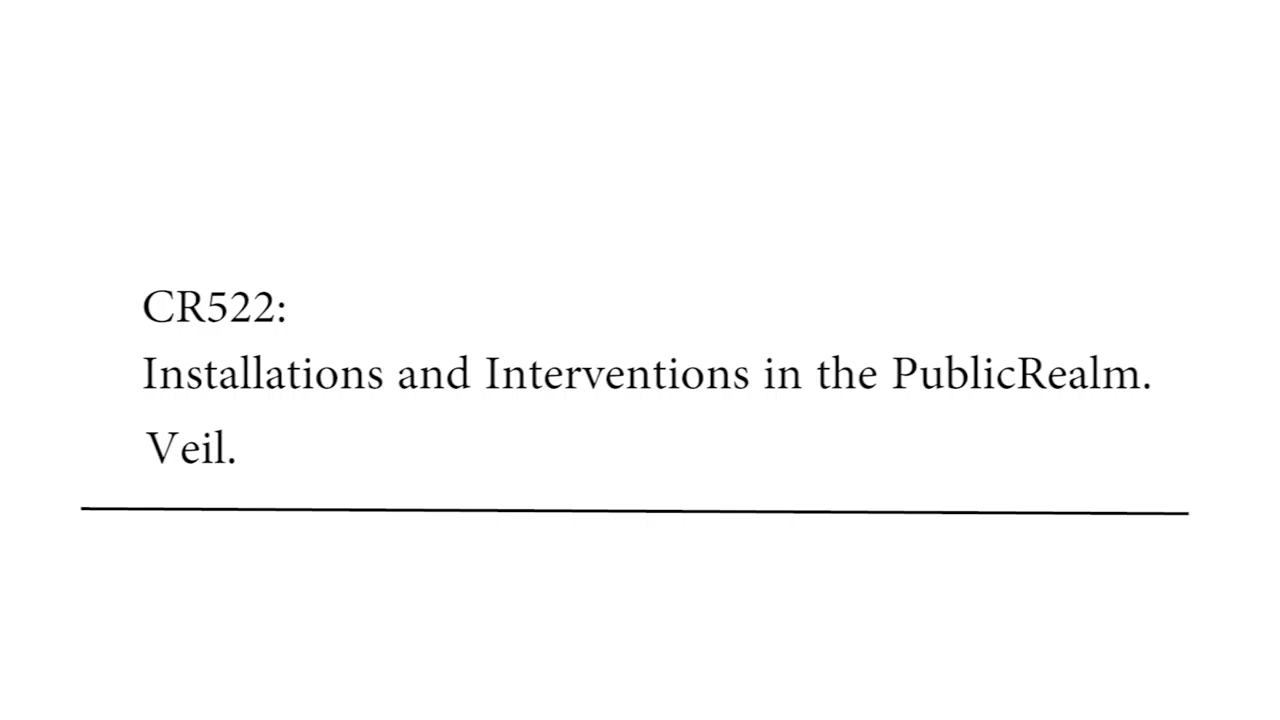 CR522:
Installations and Interventions in the PublicRealm.
Veil.